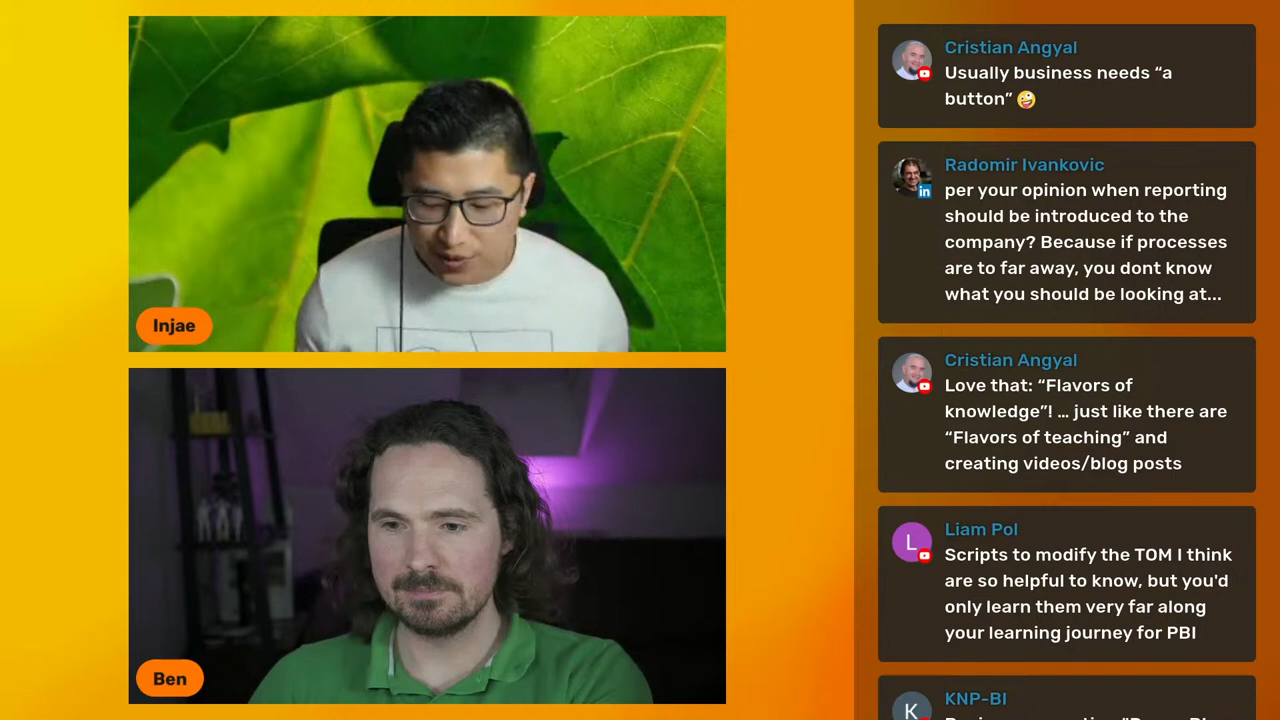 Injae
Ben
Cristian Angyal
Usually business needs “a
button” 🤪
Radomir Ivankovic
in
per your opinion when reporting
should be introduced to the
company? Because if processes
are to far away, you dont know
what you should be looking at...
Cristian Angyal
Love that: “Flavors of
knowledge”! … just like there are
“Flavors of teaching” and
creating videos/blog posts
L
Liam Pol
Scripts to modify the TOM I think
are so helpful to know, but you'd
only learn them very far along
your learning journey for PBI
K
KNP-BI